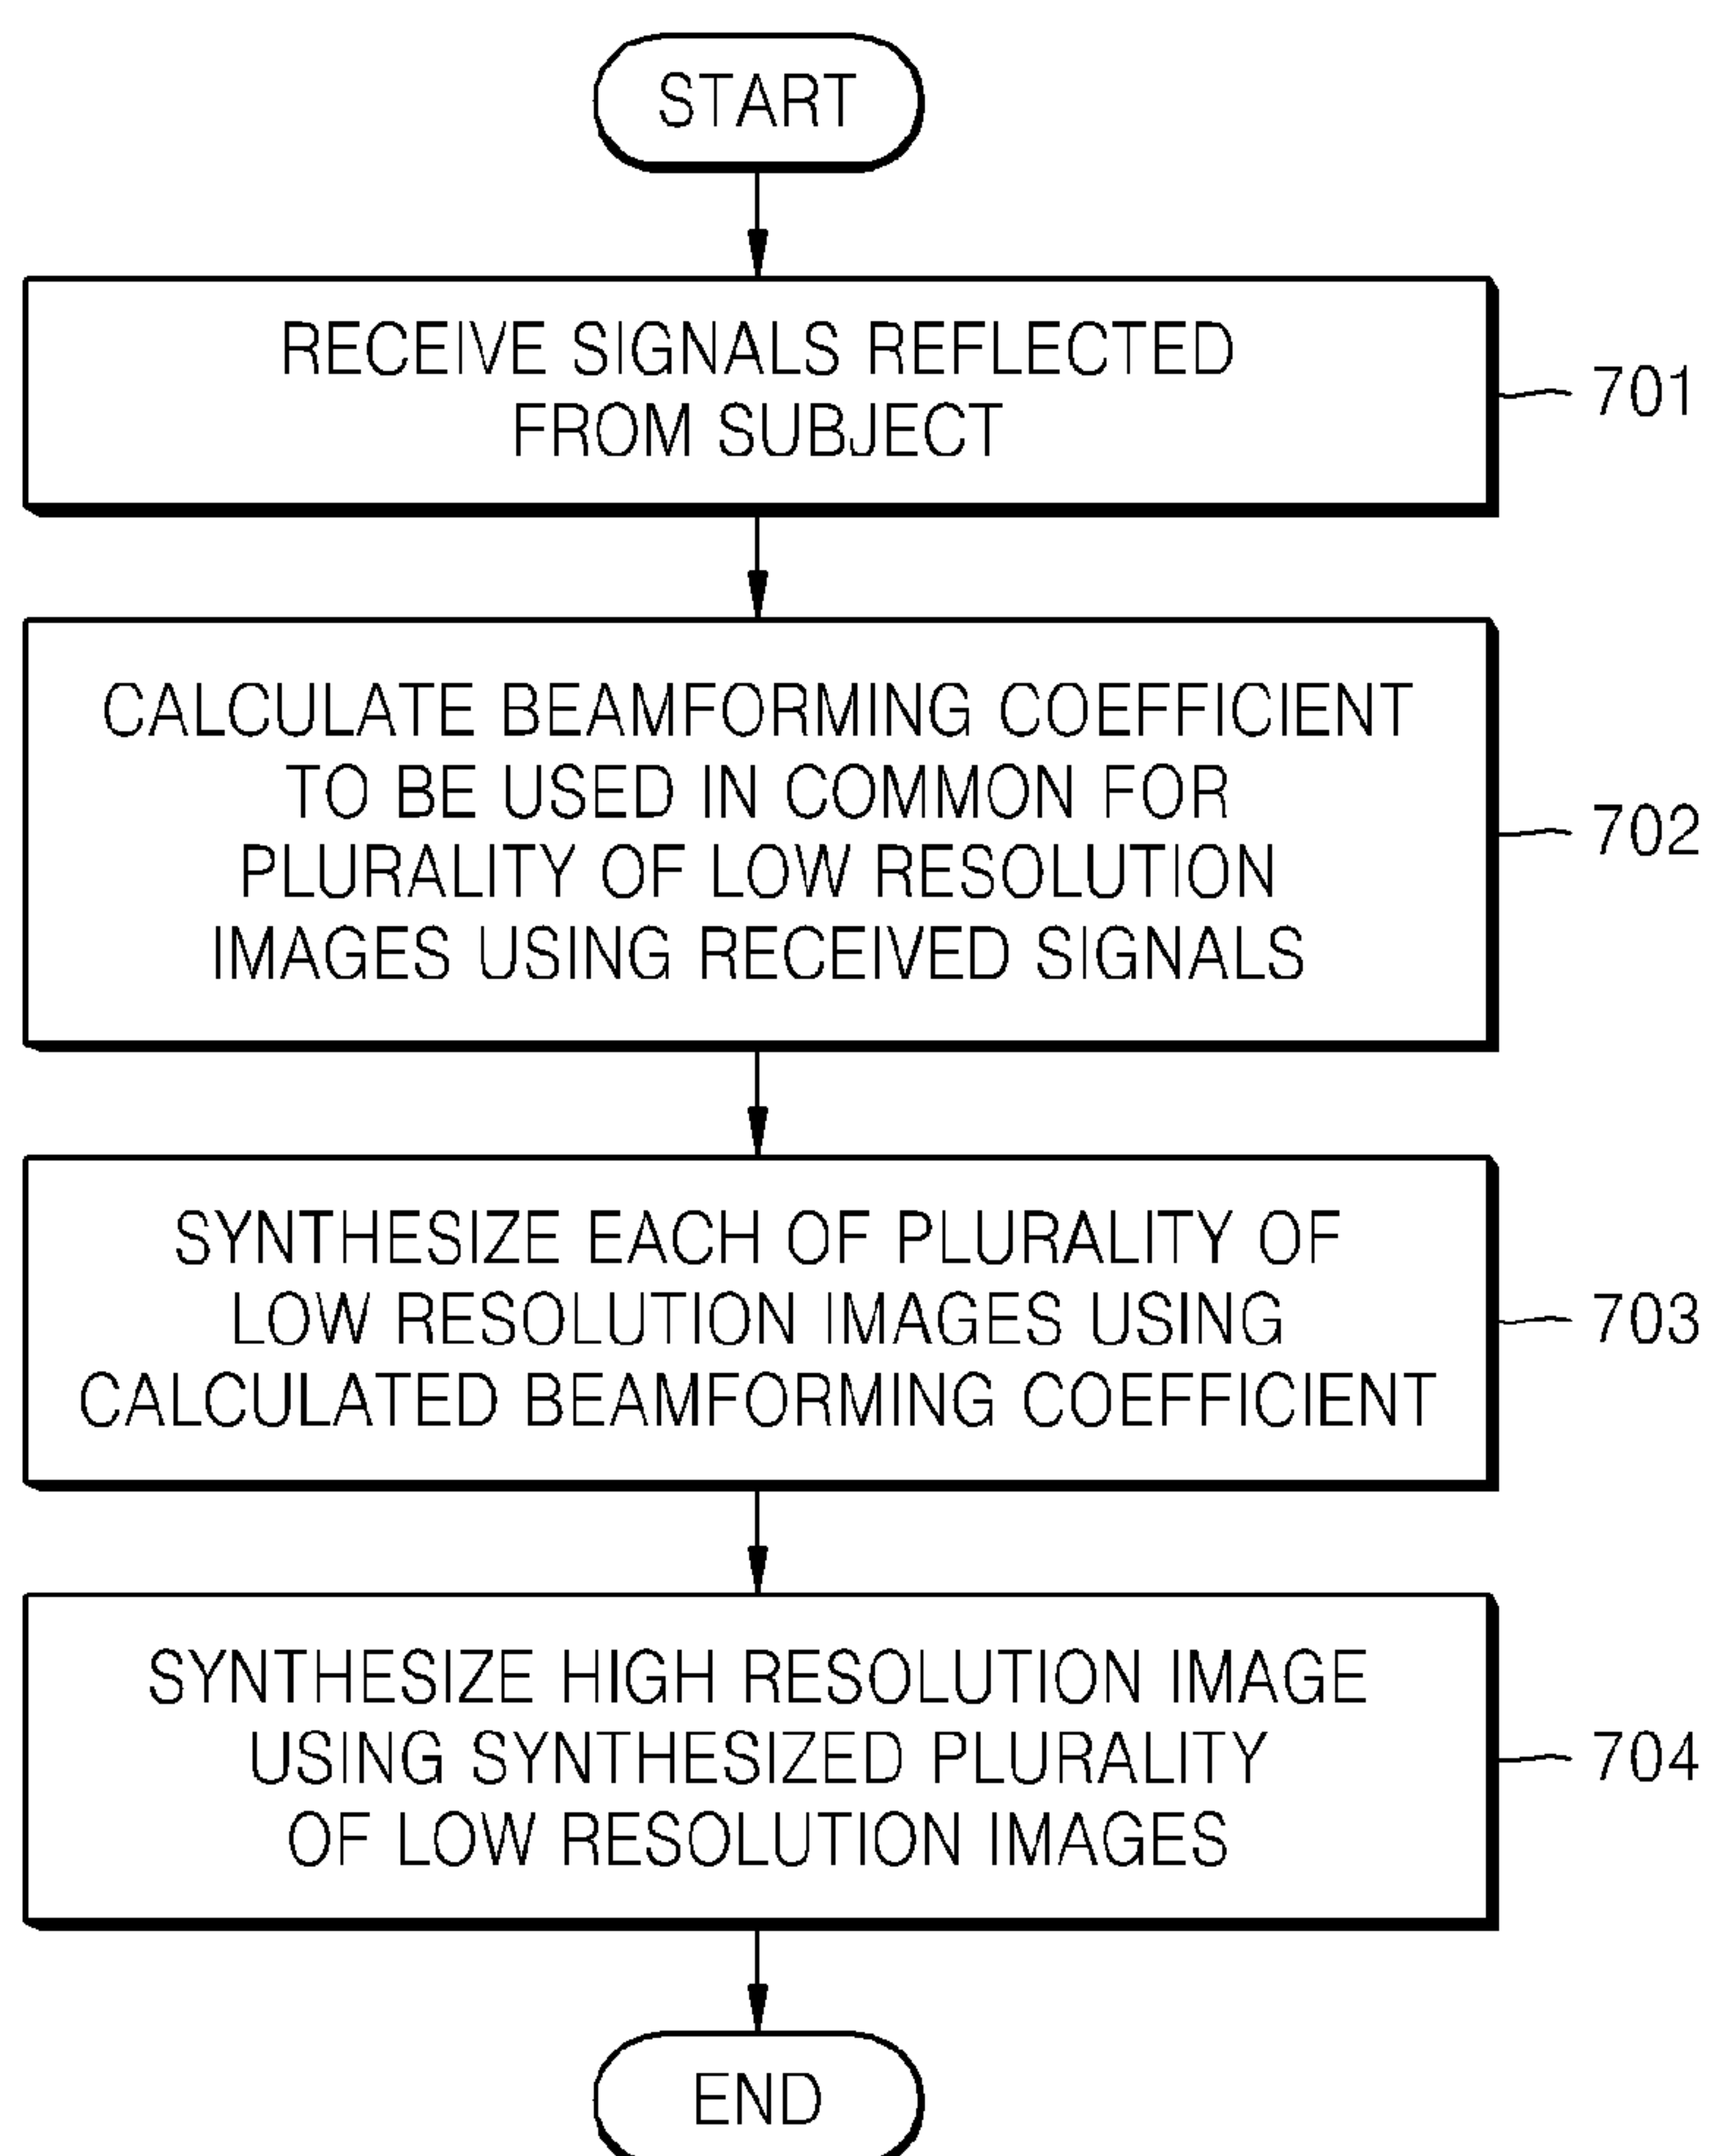 START
RECEIVE SIGNALS REFLECTED
FROM SUBJECT
701
CALCULATE BEAMFORMING COEFFICIENT
TO BE USED IN COMMON FOR
PLURALITY OF LOW RESOLUTION
IMAGES USING RECEIVED SIGNALS
702
SYNTHESIZE EACH OF PLURALITY OF
LOW RESOLUTION IMAGES USING
CALCULATED BEAMFORMING COEFFICIENT
703
SYNTHESIZE HIGH RESOLUTION IMAGE
USING SYNTHESIZED PLURALITY
OF LOW RESOLUTION IMAGES
704
END